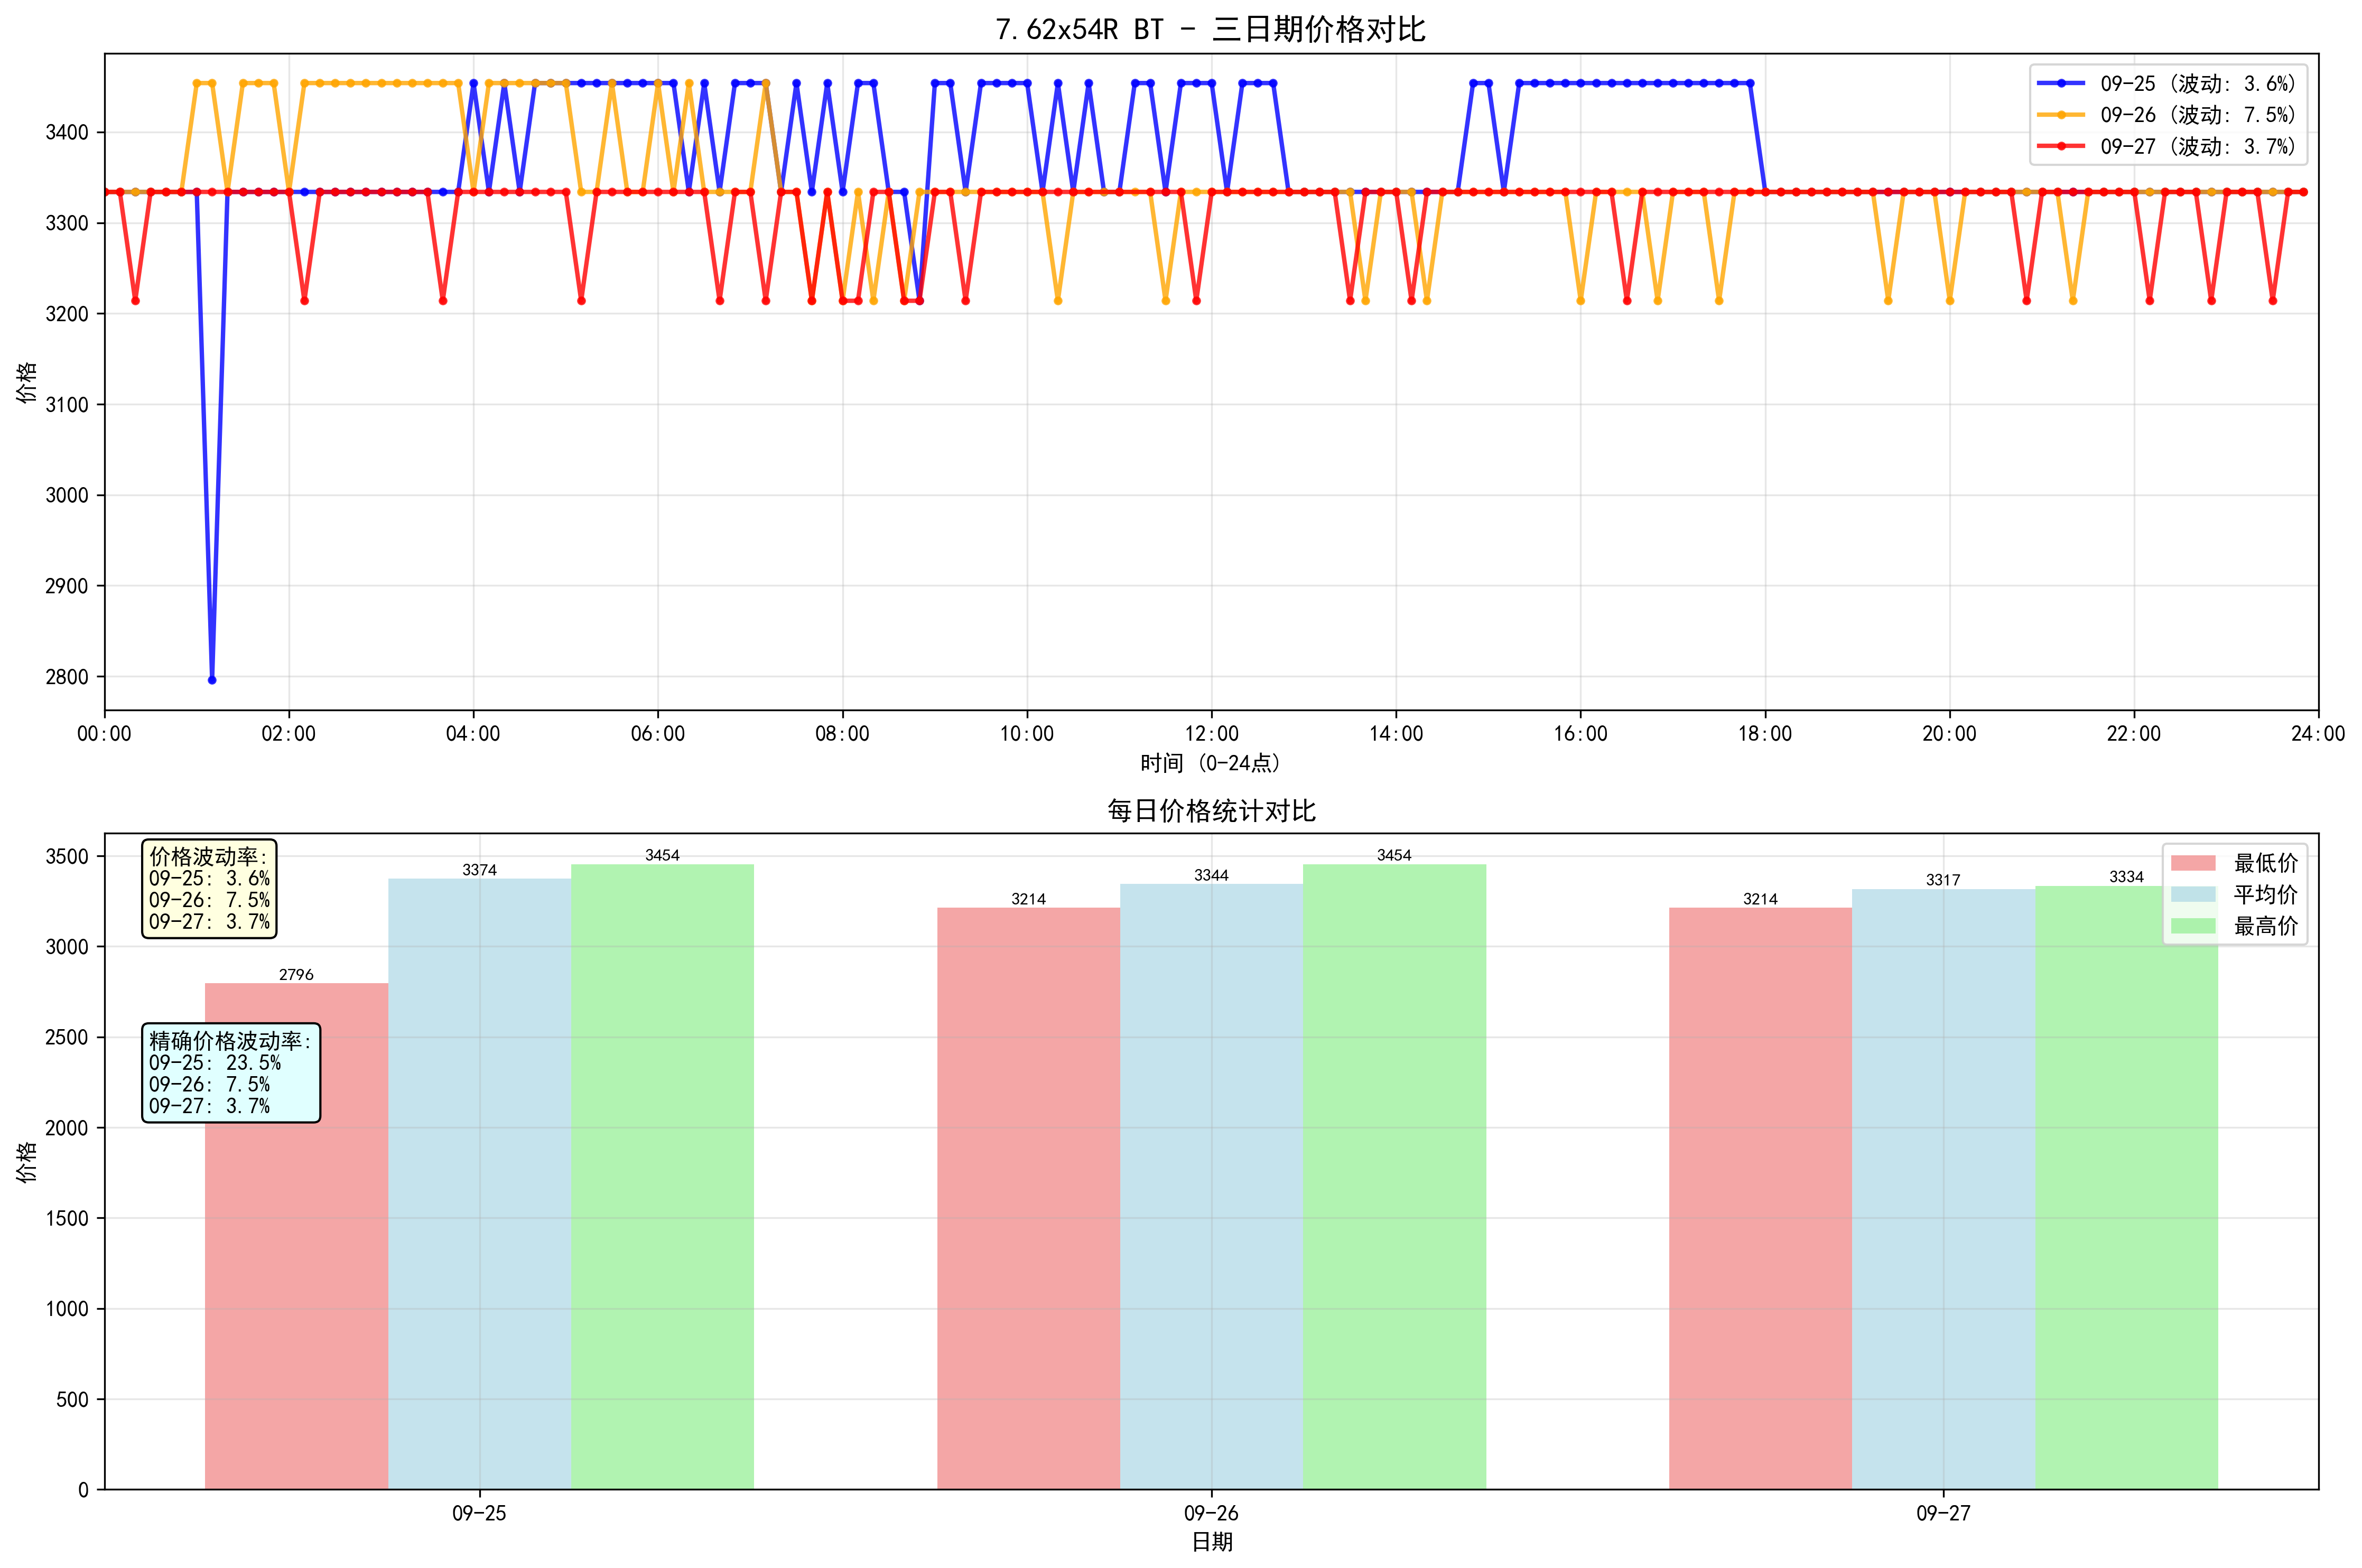 7.62x54R BT - 三日期价格对比
09-25 (波动: 3.6%)
09-26 (波动: 7.5%)
09-27 (波动: 3.7%)
价格
3400
3300
3200
3100
3000
2900
2800
00:00 02:00 04:00 06:00 08:00 10:00 12:00 14:00 16:00 18:00 20:00 22:00 24:00
时间 (0-24点)
每日价格统计对比
价格波动率:
09-25: 3.6%
09-26: 7.5%
09-27: 3.7%
精确价格波动率:
09-25: 23.5%
09-26: 7.5%
09-27: 3.7%
最低价
平均价
最高价
2796 3374 3454 3214 3344 3454 3214 3317 3334
价格
3500
3000
2500
2000
1500
1000
500
0
09-25 09-26 09-27
日期